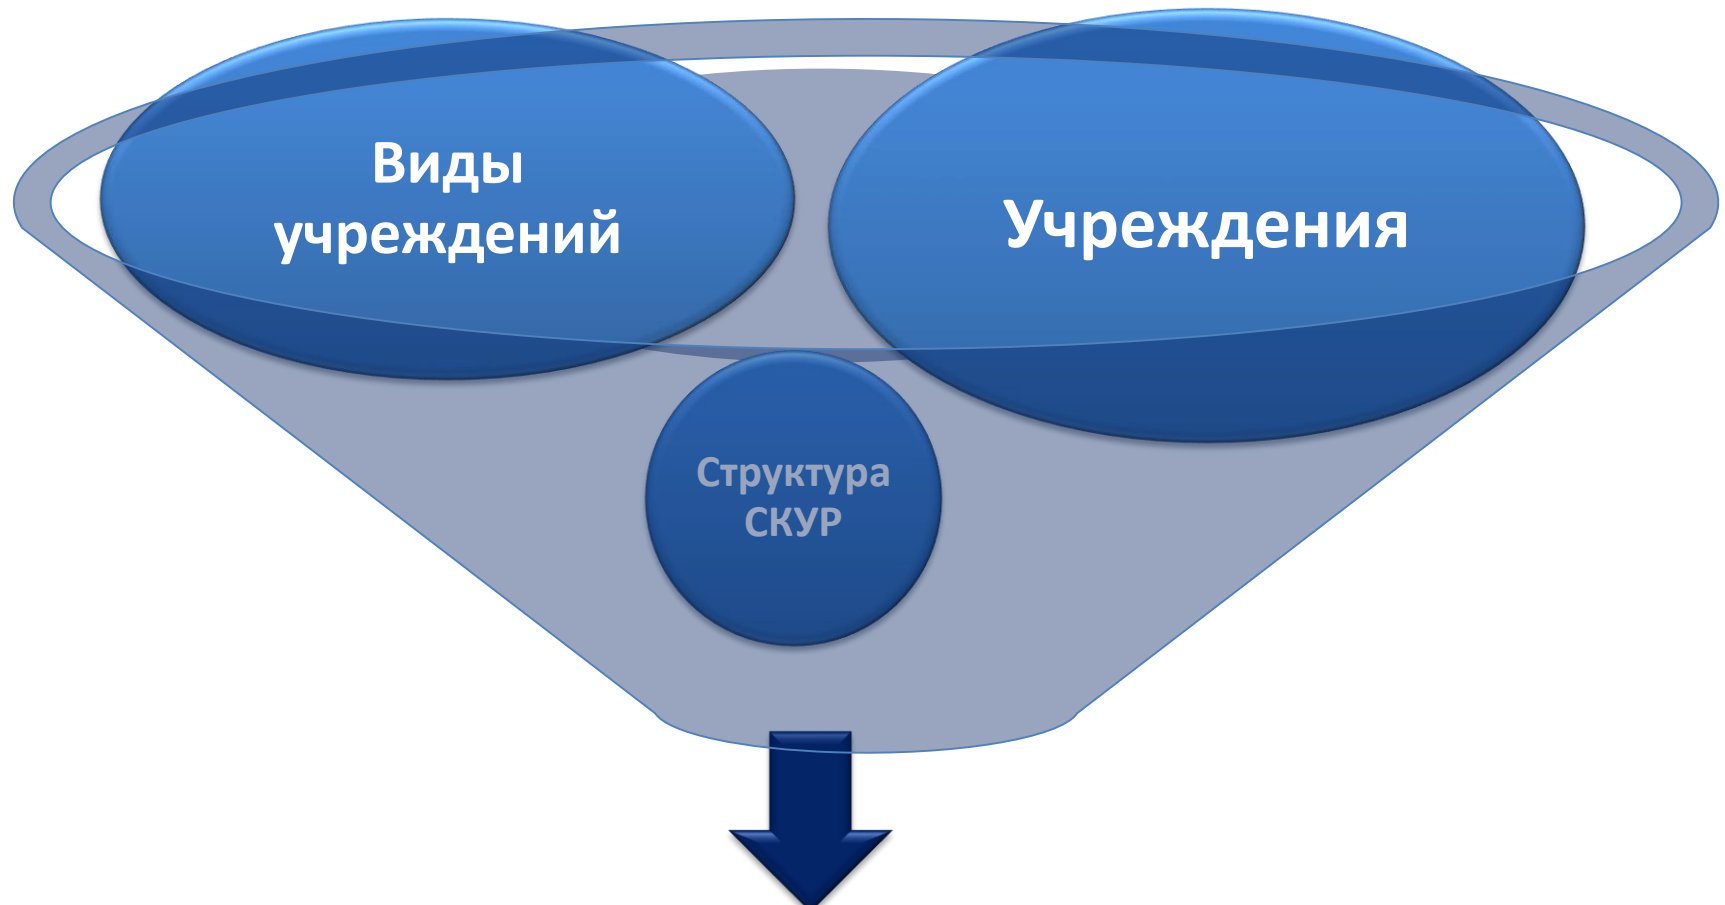 Виды
учреждений
Учреждения
Структура
СКУР